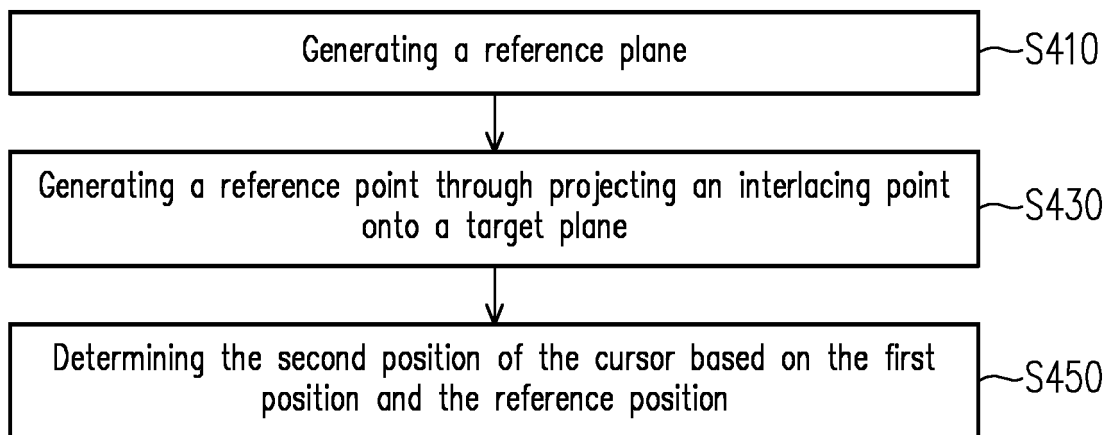 Generating a reference plane
S410
Generating a reference point through projecting an interlacing point
onto a target plane
S430
Determining the second position of the cursor based on the first
position and the reference position
S450